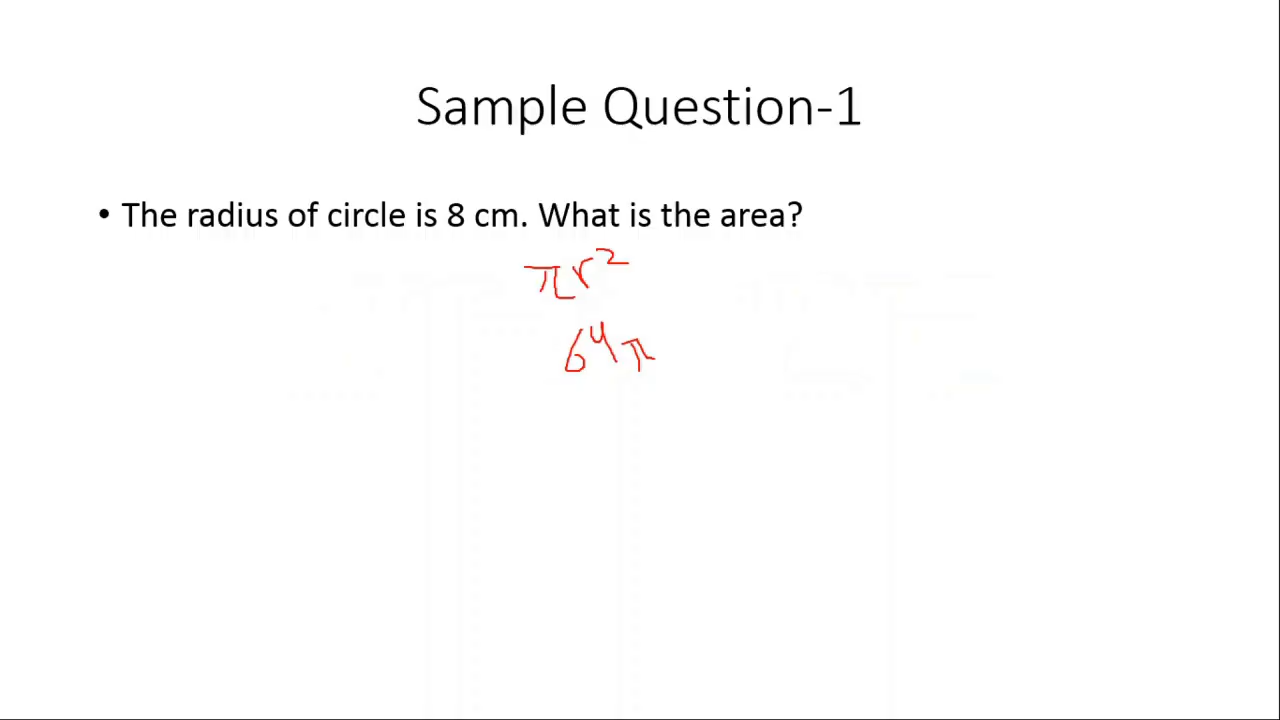 Sample Question-1
• The radius of circle is 8 cm. What is the area?
πr²
64π